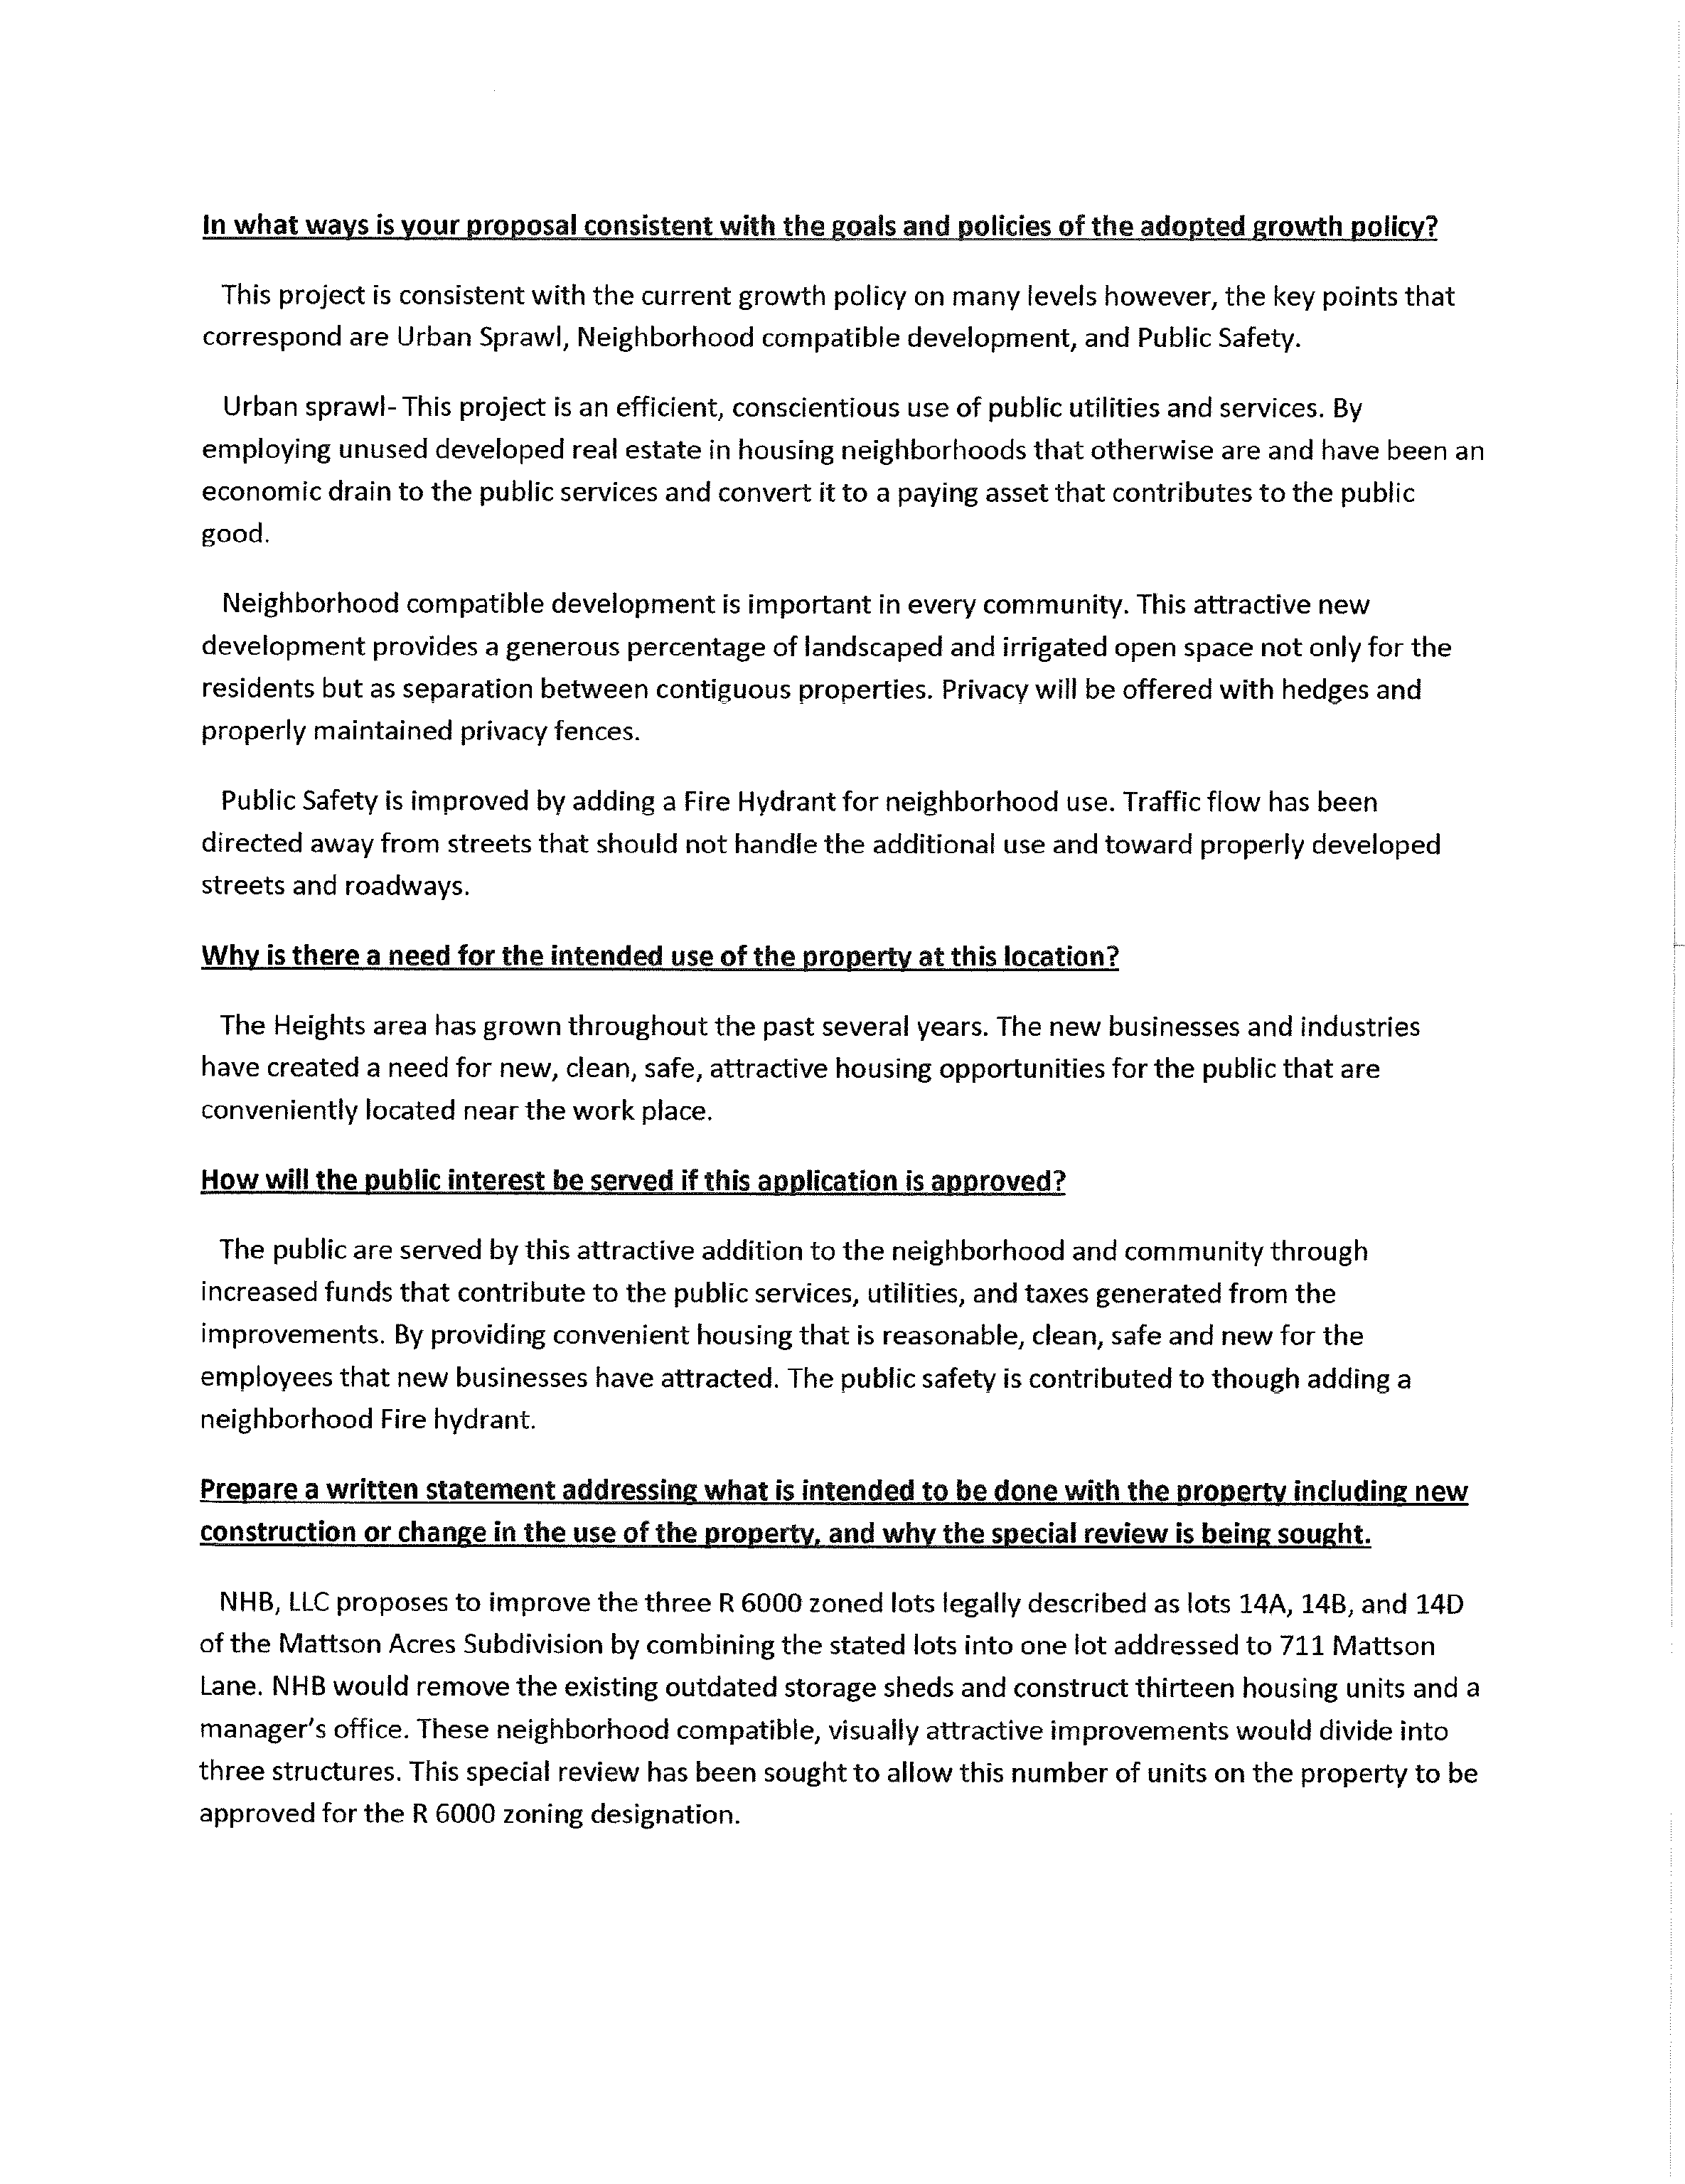 In what ways is your proposal consistent with the goals and policies of the adopted growth policy?
This project is consistent with the current growth policy on many levels however, the key points that
correspond are Urban Sprawl, Neighborhood compatible development, and Public Safety.
Urban sprawl- This project is an efficient, conscientious use of public utilities and services. By
employing unused developed real estate in housing neighborhoods that otherwise are and have been an
economic drain to the public services and convert it to a paying asset that contributes to the public
good.
Neighborhood compatible development is important in every community. This attractive new
development provides a generous percentage of landscaped and irrigated open space not only for the
residents but as separation between contiguous properties. Privacy will be offered with hedges and
properly maintained privacy fences.
Public Safety is improved by adding a Fire Hydrant for neighborhood use. Traffic flow has been
directed away from streets that should not handle the additional use and toward properly developed
streets and roadways.
Why is there a need for the intended use of the property at this location?
The Heights area has grown throughout the past several years. The new businesses and industries
have created a need for new, clean, safe, attractive housing opportunities for the public that are
conveniently located near the work place.
How will the public interest be served if this application is approved?
The public are served by this attractive addition to the neighborhood and community through
increased funds that contribute to the public services, utilities, and taxes generated from the
improvements. By providing convenient housing that is reasonable, clean, safe and new for the
employees that new businesses have attracted. The public safety is contributed to though adding a
neighborhood Fire hydrant.
Prepare a written statement addressing what is intended to be done with the property including new
construction or change in the use of the property, and why the special review is being sought.
NHB, LLC proposes to improve the three R 6000 zoned lots legally described as lots 14A, 14B, and 14D
of the Mattson Acres Subdivision by combining the stated lots into one lot addressed to 711 Mattson
Lane. NHB would remove the existing outdated storage sheds and construct thirteen housing units and a
manager's office. These neighborhood compatible, visually attractive improvements would divide into
three structures. This special review has been sought to allow this number of units on the property to be
approved for the R 6000 zoning designation.